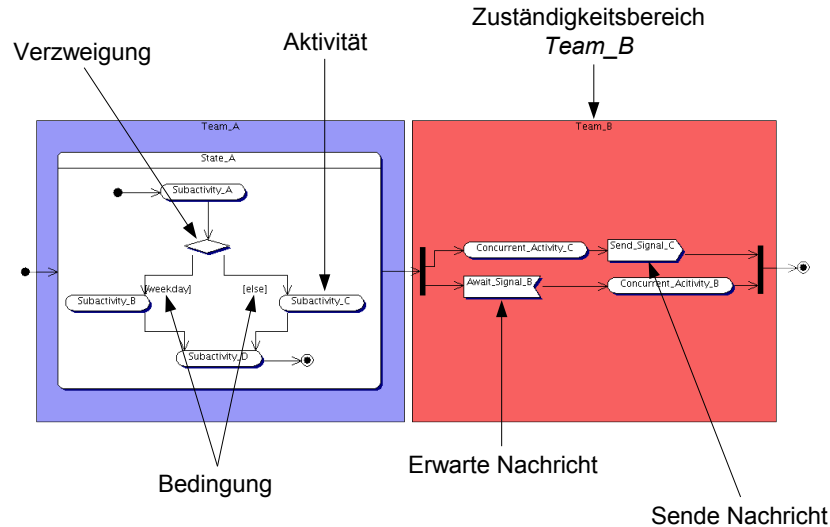 Zuständigkeitsbereich
Team_B
Verzweigung
Aktivität
Team_A
Team_B
State_A
Subactivity_A
Concurrent_Activity_C
Send_Signal_C
[weekday]
[else]
Await_Signal_B
Concurrent_Acitivity_B
Subactivity_B
Subactivity_C
Subactivity_D
Bedingung
Erwarte Nachricht
Sende Nachricht